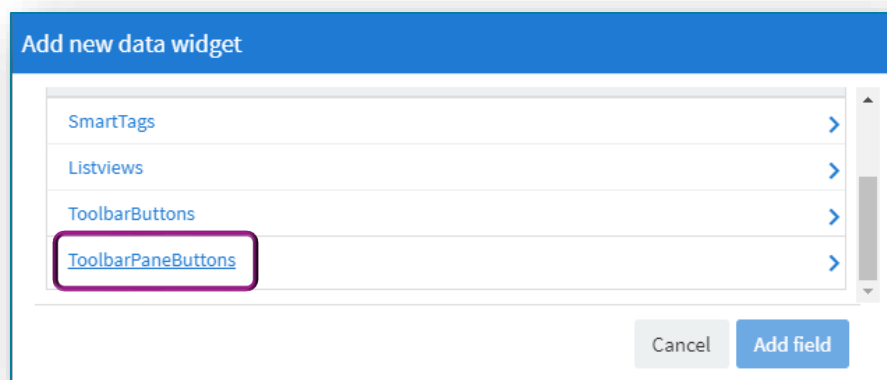 Add new data widget
SmartTags
Listviews
ToolbarButtons
ToolbarPaneButtons
Cancel Add field